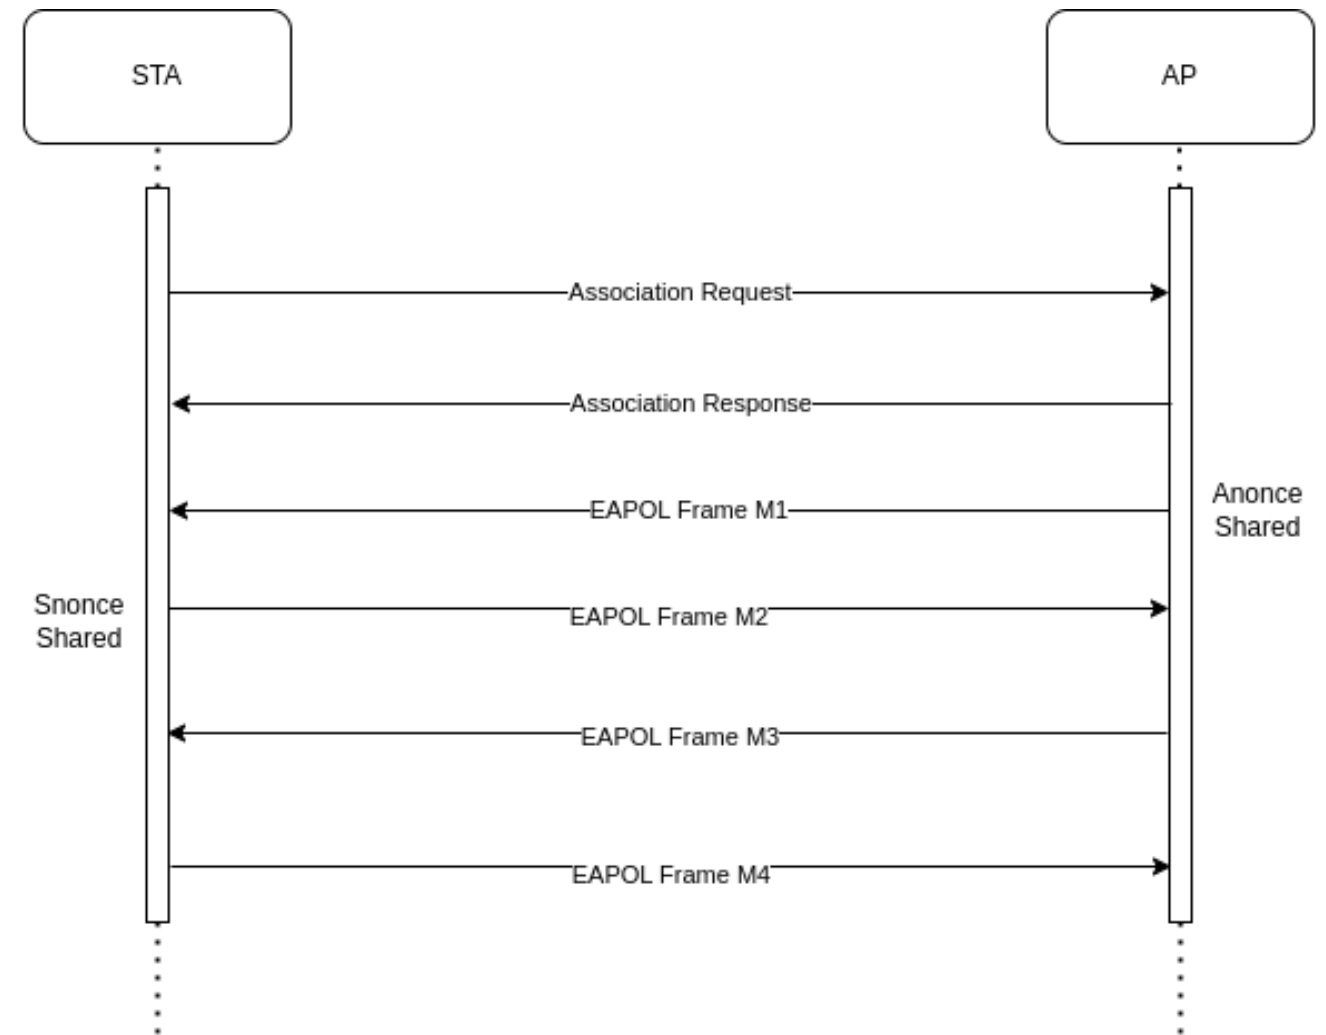 STA
AP
Association Request
Association Response
EAPOL Frame M1
Anonce
Shared
Snonce
Shared
EAPOL Frame M2
EAPOL Frame M3
EAPOL Frame M4